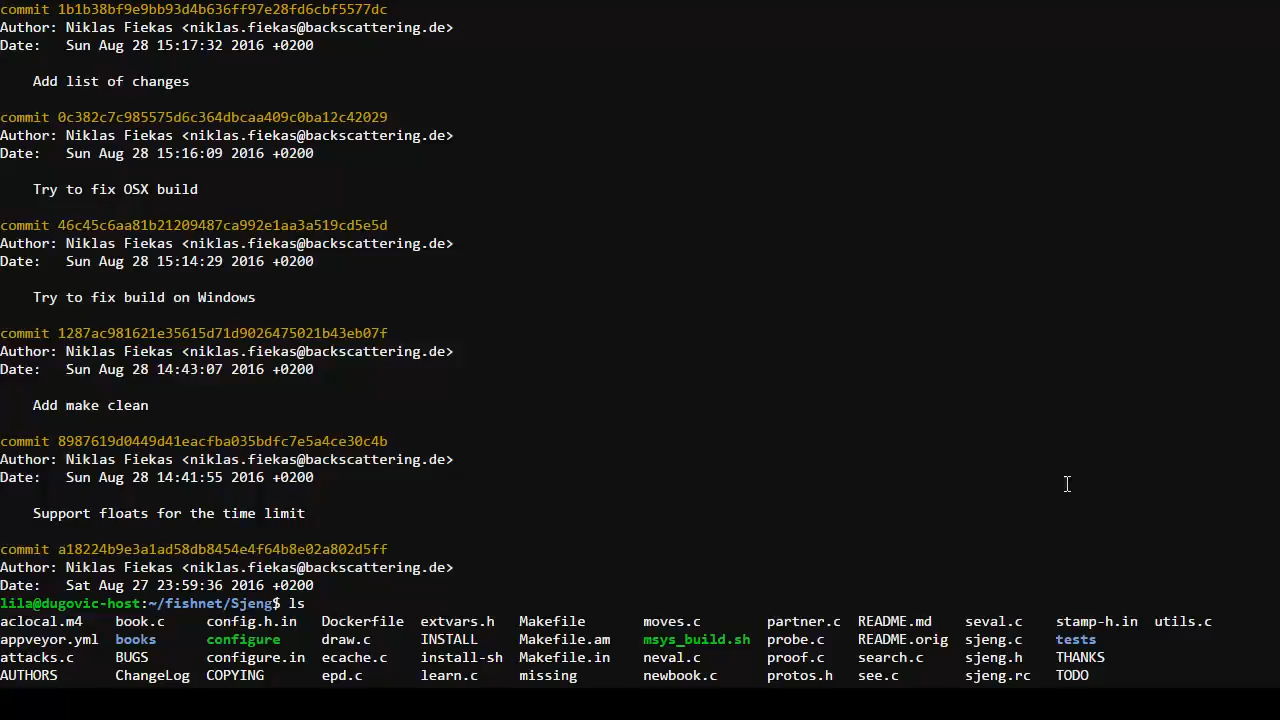 commit 1b1b38bf9e9bb93d4b636ff97e28fd6cbf5577dc
Author: Niklas Fiekas <niklas.fiekas@backscattering.de>
Date:   Sun Aug 28 15:17:32 2016 +0200
Add list of changes
commit 0c382c7c985575d6c364dbcaa409c0ba12c42029
Author: Niklas Fiekas <niklas.fiekas@backscattering.de>
Date:   Sun Aug 28 15:16:09 2016 +0200
Try to fix OSX build
commit 46c45c6aa81b21209487ca992e1aa3a519cd5e5d
Author: Niklas Fiekas <niklas.fiekas@backscattering.de>
Date:   Sun Aug 28 15:14:29 2016 +0200
Try to fix build on Windows
commit 1287ac981621e35615d71d9026475021b43eb07f
Author: Niklas Fiekas <niklas.fiekas@backscattering.de>
Date:   Sun Aug 28 14:43:07 2016 +0200
Add make clean
commit 8987619d0449d41eacfba035bdfc7e5a4ce30c4b
Author: Niklas Fiekas <niklas.fiekas@backscattering.de>
Date:   Sun Aug 28 14:41:55 2016 +0200
Support floats for the time limit
commit a18224b9e3a1ad58db8454e4f64b8e02a802d5ff
Author: Niklas Fiekas <niklas.fiekas@backscattering.de>
Date:   Sat Aug 27 23:59:36 2016 +0200
lila@dugovic-host:~/fishnet/Sjeng$ ls
aclocal.m4 book.c config.h.in Dockerfile extvars.h Makefile moves.c partner.c README.md seval.c stamp-h.in utils.c
appveyor.yml books configure draw.c INSTALL Makefile.am msys_build.sh probe.c README.orig sjeng.c tests
attacks.c BUGS configure.in ecache.c install-sh Makefile.in neval.c proof.c search.c sjeng.h THANKS
AUTHORS ChangeLog COPYING epd.c learn.c missing newbook.c protos.h see.c sjeng.rc TODO